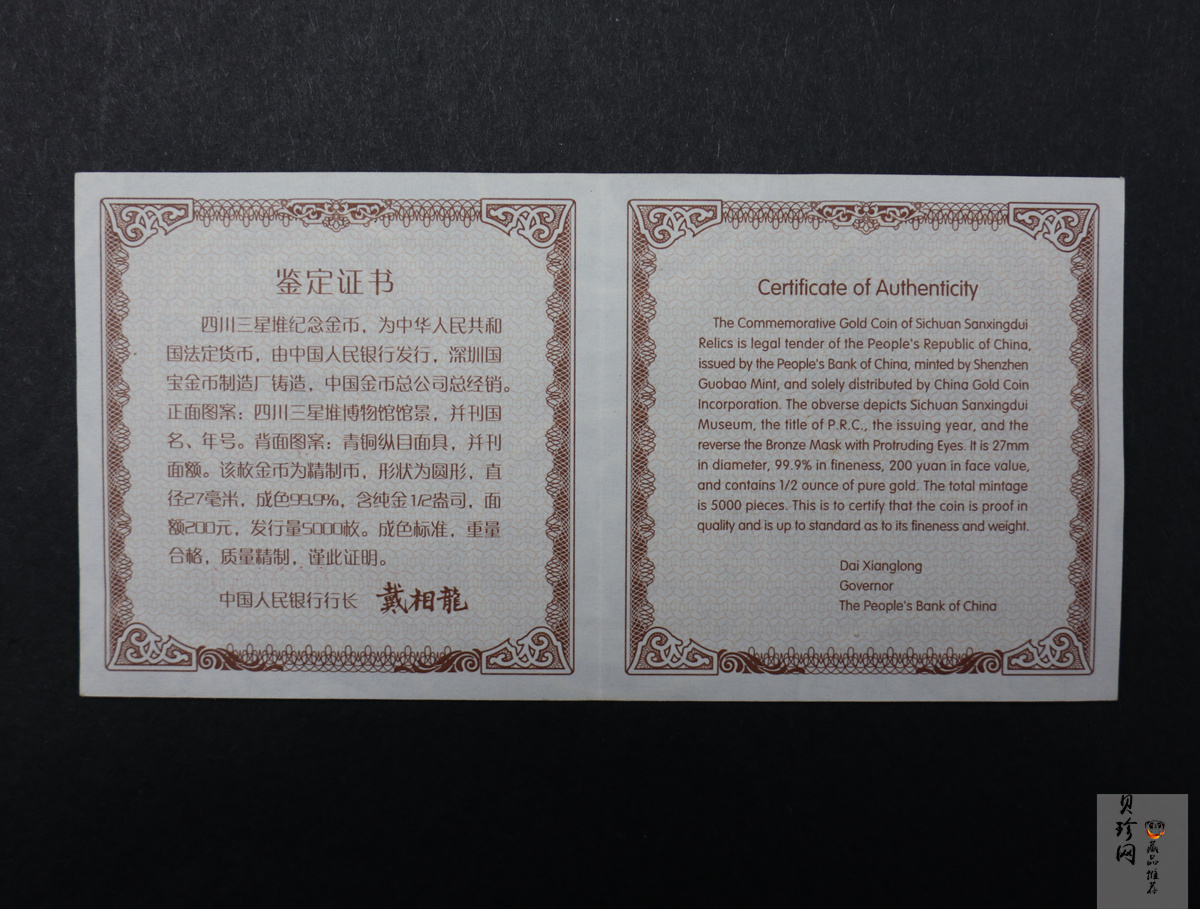 鉴定证书
四川三星堆纪念金币，为中华人民共和
国法定货币，由中国人民银行发行，深圳国
宝金币制造厂铸造，中国金币总公司总经销。
正面图案：四川三星堆博物馆馆景，并刊国
名、年号。背面图案：青铜纵目面具，并刊
面额。该枚金币为精制币，形状为圆形，直
径27毫米，成色99.9%，含纯金1/2盎司，面
额200元，发行量5000枚。成色标准，重量
合格，质量精制，谨此证明。
中国人民银行行长 戴相龍
Certificate of Authenticity
The Commemorative Gold Coin of Sichuan Sanxingdui
Relics is legal tender of the People's Republic of China,
issued by the People's Bank of China, minted by Shenzhen
Guobao Mint, and solely distributed by China Gold Coin
Incorporation. The obverse depicts Sichuan Sanxingdui
Museum, the title of P.R.C., the issuing year, and the
reverse the Bronze Mask with Protruding Eyes. It is 27mm
in diameter, 99.9% in fineness, 200 yuan in face value,
and contains 1/2 ounce of pure gold. The total mintage
is 5000 pieces. This is to certify that the coin is proof in
quality and is up to standard as to its fineness and weight.
Dai Xianglong
Governor
The People's Bank of China
贝珍网
藏品推荐